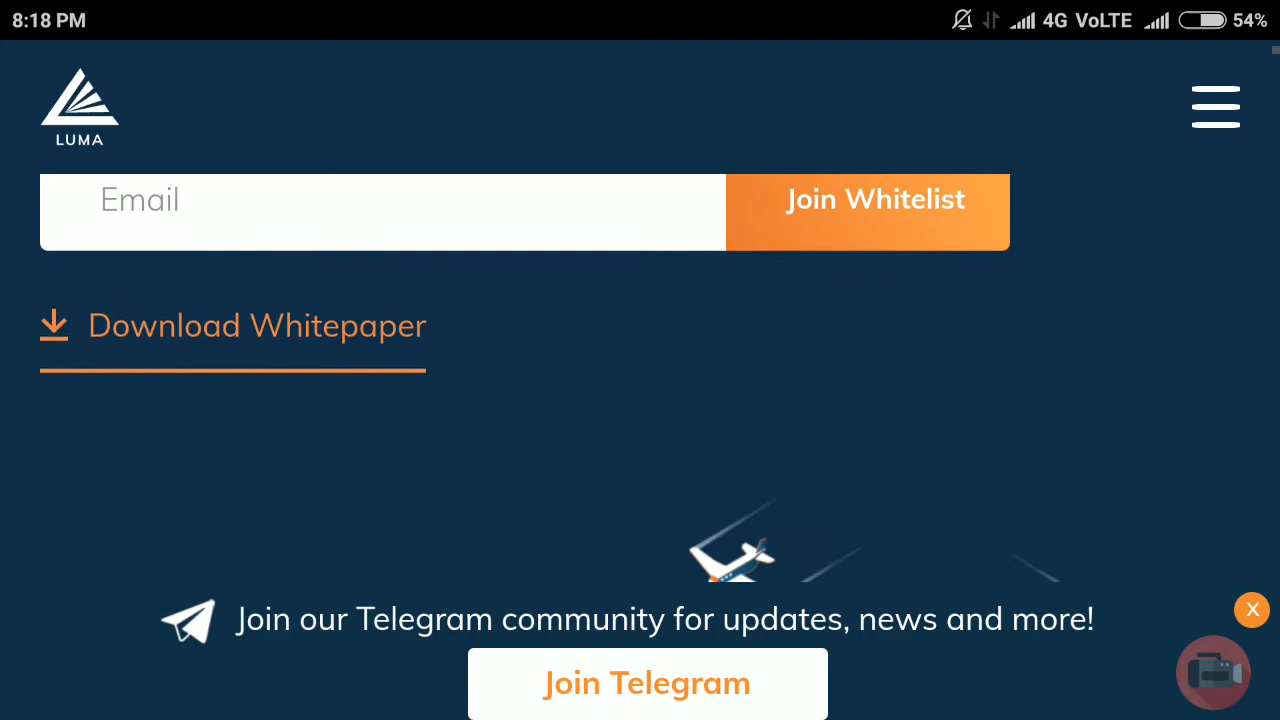 8:18 PM
4G VoLTE
54%
LUMA
Email
Join Whitelist
Download Whitepaper
Join our Telegram community for updates, news and more!
X
Join Telegram